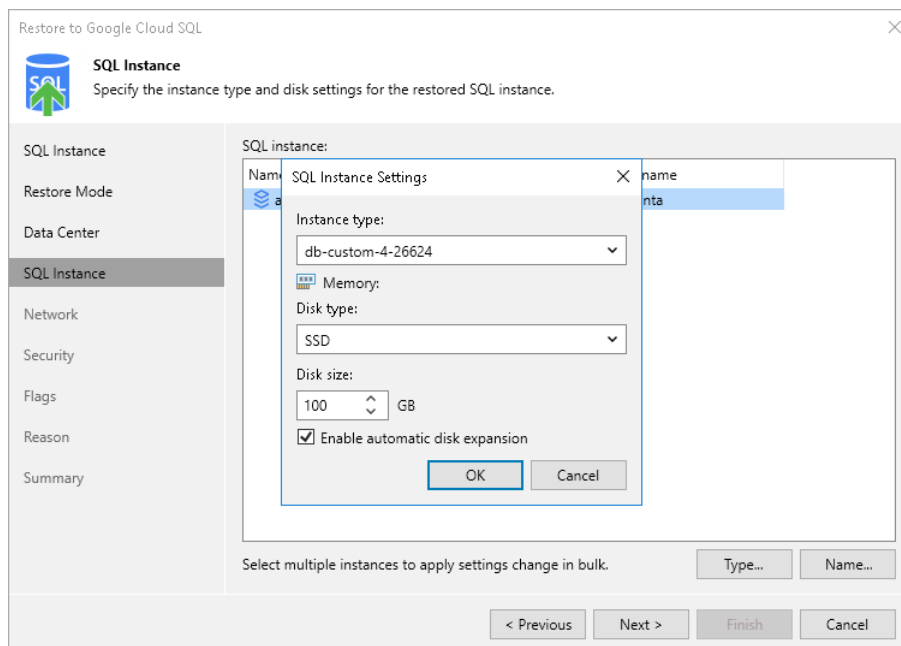 Restore to Google Cloud SQL
SQL
SQL Instance
Specify the instance type and disk settings for the restored SQL instance.
SQL Instance
Restore Mode
Data Center
SQL Instance
Network
Security
Flags
Reason
Summary
SQL instance:
SQL Instance Settings
Instance type:
db-custom-4-26624
Memory:
Disk type:
SSD
Disk size:
100 GB
Enable automatic disk expansion
OK Cancel
Select multiple instances to apply settings change in bulk.
Type... Name...
< Previous Next > Finish Cancel